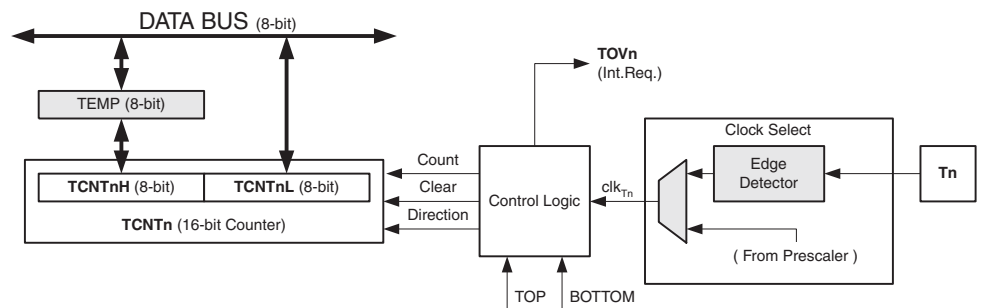 DATA BUS (8-bit)
TOVn
(Int.Req.)
TEMP (8-bit)
Clock Select
Count
Edge
Detector
Tn
TCNTnH (8-bit)
TCNTnL (8-bit)
Clear
Control Logic
clkTn
TCNTn (16-bit Counter)
Direction
( From Prescaler )
TOP
BOTTOM